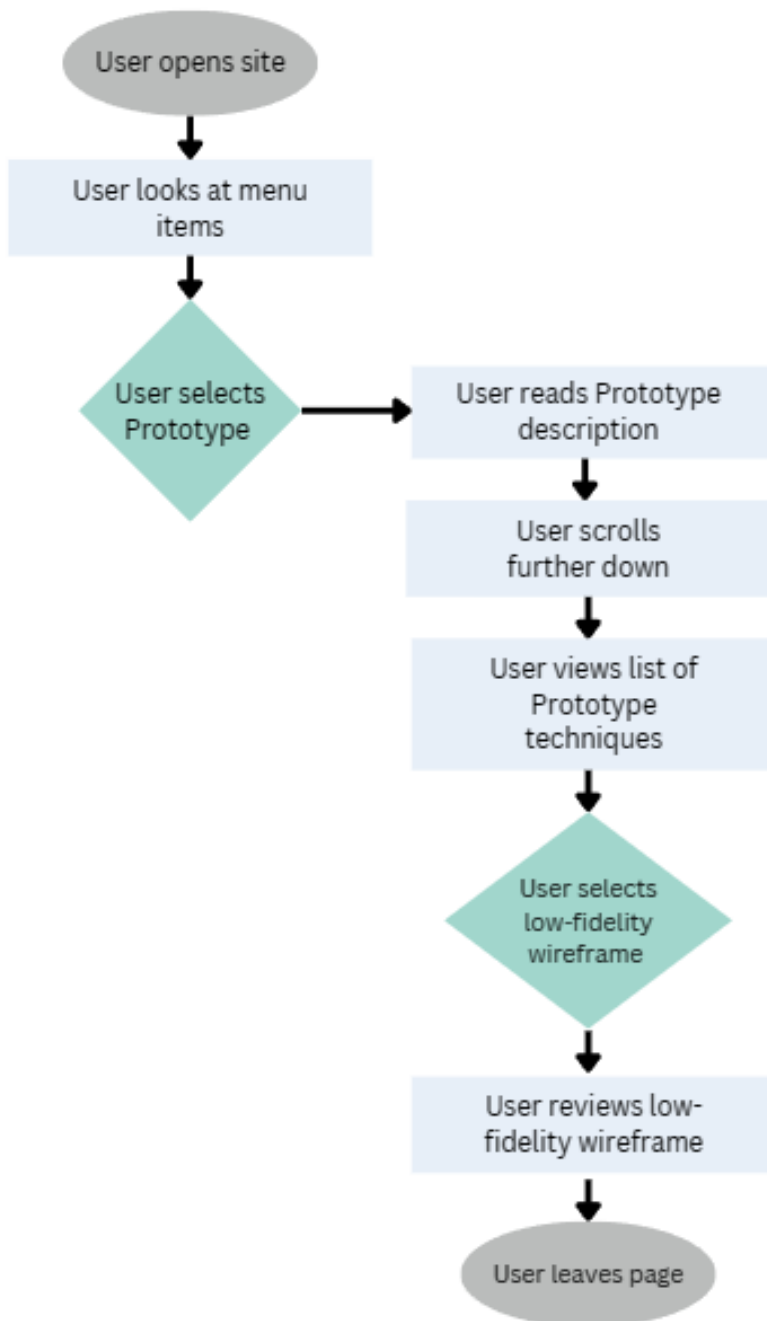 User opens site
User looks at menu
items
User selects
Prototype
User reads Prototype
description
User scrolls
further down
User views list of
Prototype
techniques
User selects
low-fidelity
wireframe
User reviews low-
fidelity wireframe
User leaves page